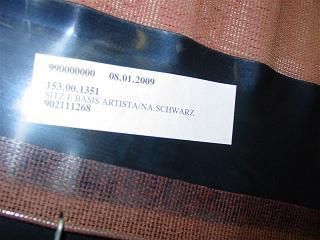 990000000 08.01.2009
153.00.1351
SITZ E BASIS ARTISTA/NA.SCHWARZ
902111268